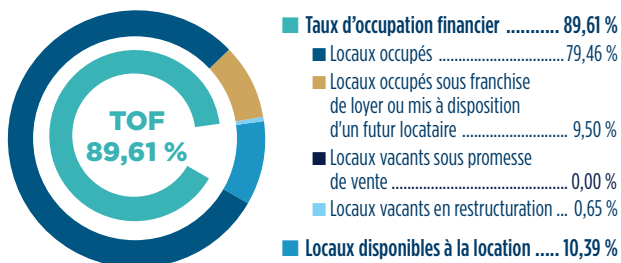 TOF
89,61 %
Taux d'occupation financier ........... 89,61 %
Locaux occupés ................................ 79,46 %
Locaux occupés sous franchise
de loyer ou mis à disposition
d'un futur locataire ........................... 9,50 %
Locaux vacants sous promesse
de vente ............................................. 0,00 %
Locaux vacants en restructuration ... 0,65 %
Locaux disponibles à la location ..... 10,39 %